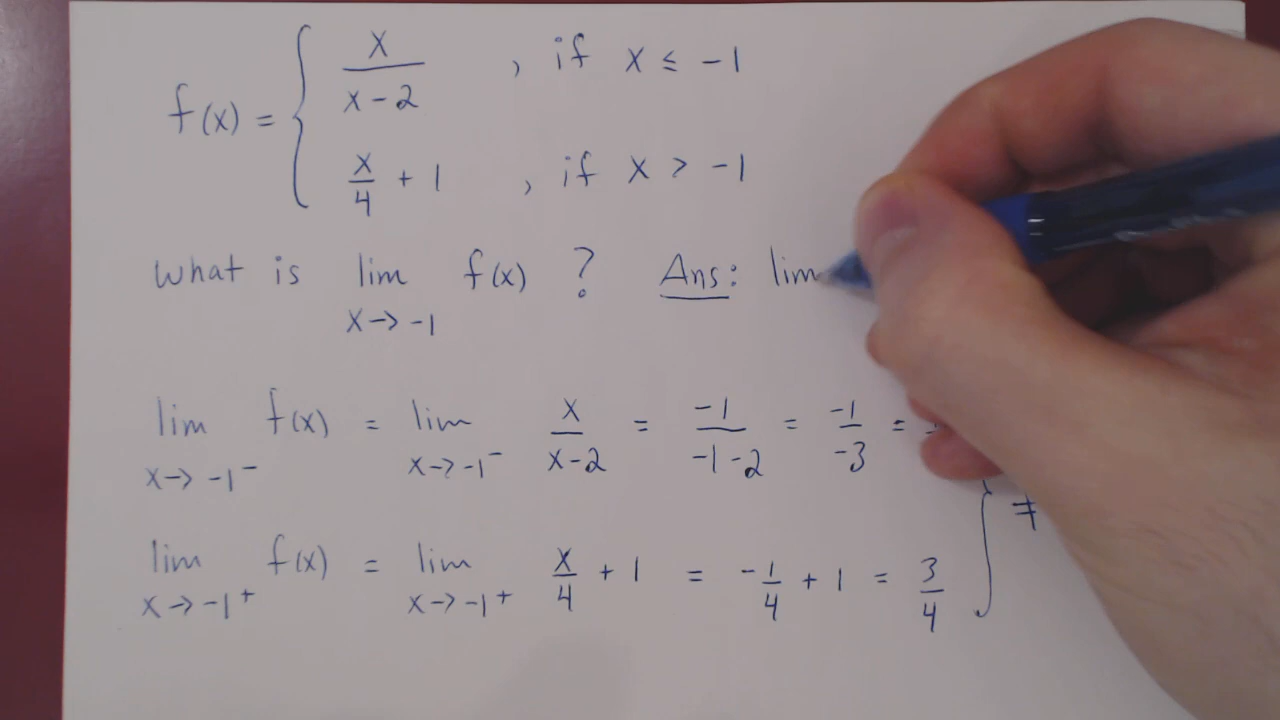 f(x) = { x/(x-2) , if x ≤ -1
x/4 + 1 , if x > -1
What is lim x→-1 f(x) ? Ans: lim
lim x→-1⁻ f(x) = lim x→-1⁻ x/(x-2) = -1/(-1-2) = -1/-3 =
lim x→-1⁺ f(x) = lim x→-1⁺ x/4 + 1 = -1/4 + 1 = 3/4 } ≠